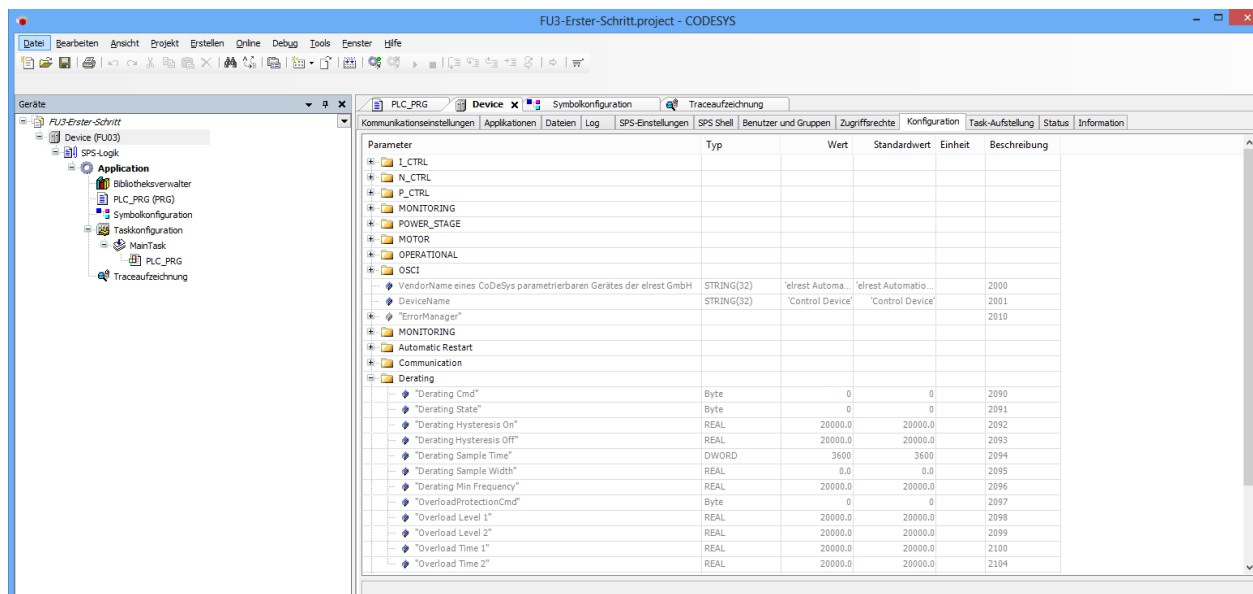 FU3-Erster-Schritt.project - CODESYS
Datei Bearbeiten Ansicht Projekt Erstellen Online Debug Tools Fenster Hilfe
Geräte
FU3-Erster-Schritt
Device (FU03)
SPS-Logik
Application
Bibliotheksverwalter
PLC_PRG (PRG)
Symbolkonfiguration
Taskkonfiguration
MainTask
PLC_PRG
Traceaufzeichnung
PLC_PRG Device Symbolkonfiguration Traceaufzeichnung
Kommunikationseinstellungen Applikationen Dateien Log SPS-Einstellungen SPS Shell Benutzer und Gruppen Zugriffsrechte Konfiguration Task-Aufstellung Status Information
Parameter Typ Wert Standardwert Einheit Beschreibung
I_CTRL
N_CTRL
P_CTRL
MONITORING
POWER_STAGE
MOTOR
OPERATIONAL
OSCI
VendorName eines CoDeSys parametrierbaren Gerätes der elrest GmbH STRING(32) 'elrest Automa... 'elrest Automatio... 2000
DeviceName STRING(32) 'Control Device' 'Control Device' 2001
"ErrorManager" 2010
MONITORING
Automatic Restart
Communication
Derating
"Derating Cmd" Byte 0 0 2090
"Derating State" Byte 0 0 2091
"Derating Hysteresis On" REAL 20000.0 20000.0 2092
"Derating Hysteresis Off" REAL 20000.0 20000.0 2093
"Derating Sample Time" DWORD 3600 3600 2094
"Derating Sample Width" REAL 0.0 0.0 2095
"Derating Min Frequency" REAL 20000.0 20000.0 2096
"OverloadProtectionCmd" Byte 0 0 2097
"Overload Level 1" REAL 20000.0 20000.0 2098
"Overload Level 2" REAL 20000.0 20000.0 2099
"Overload Time 1" REAL 20000.0 20000.0 2100
"Overload Time 2" REAL 20000.0 20000.0 2104